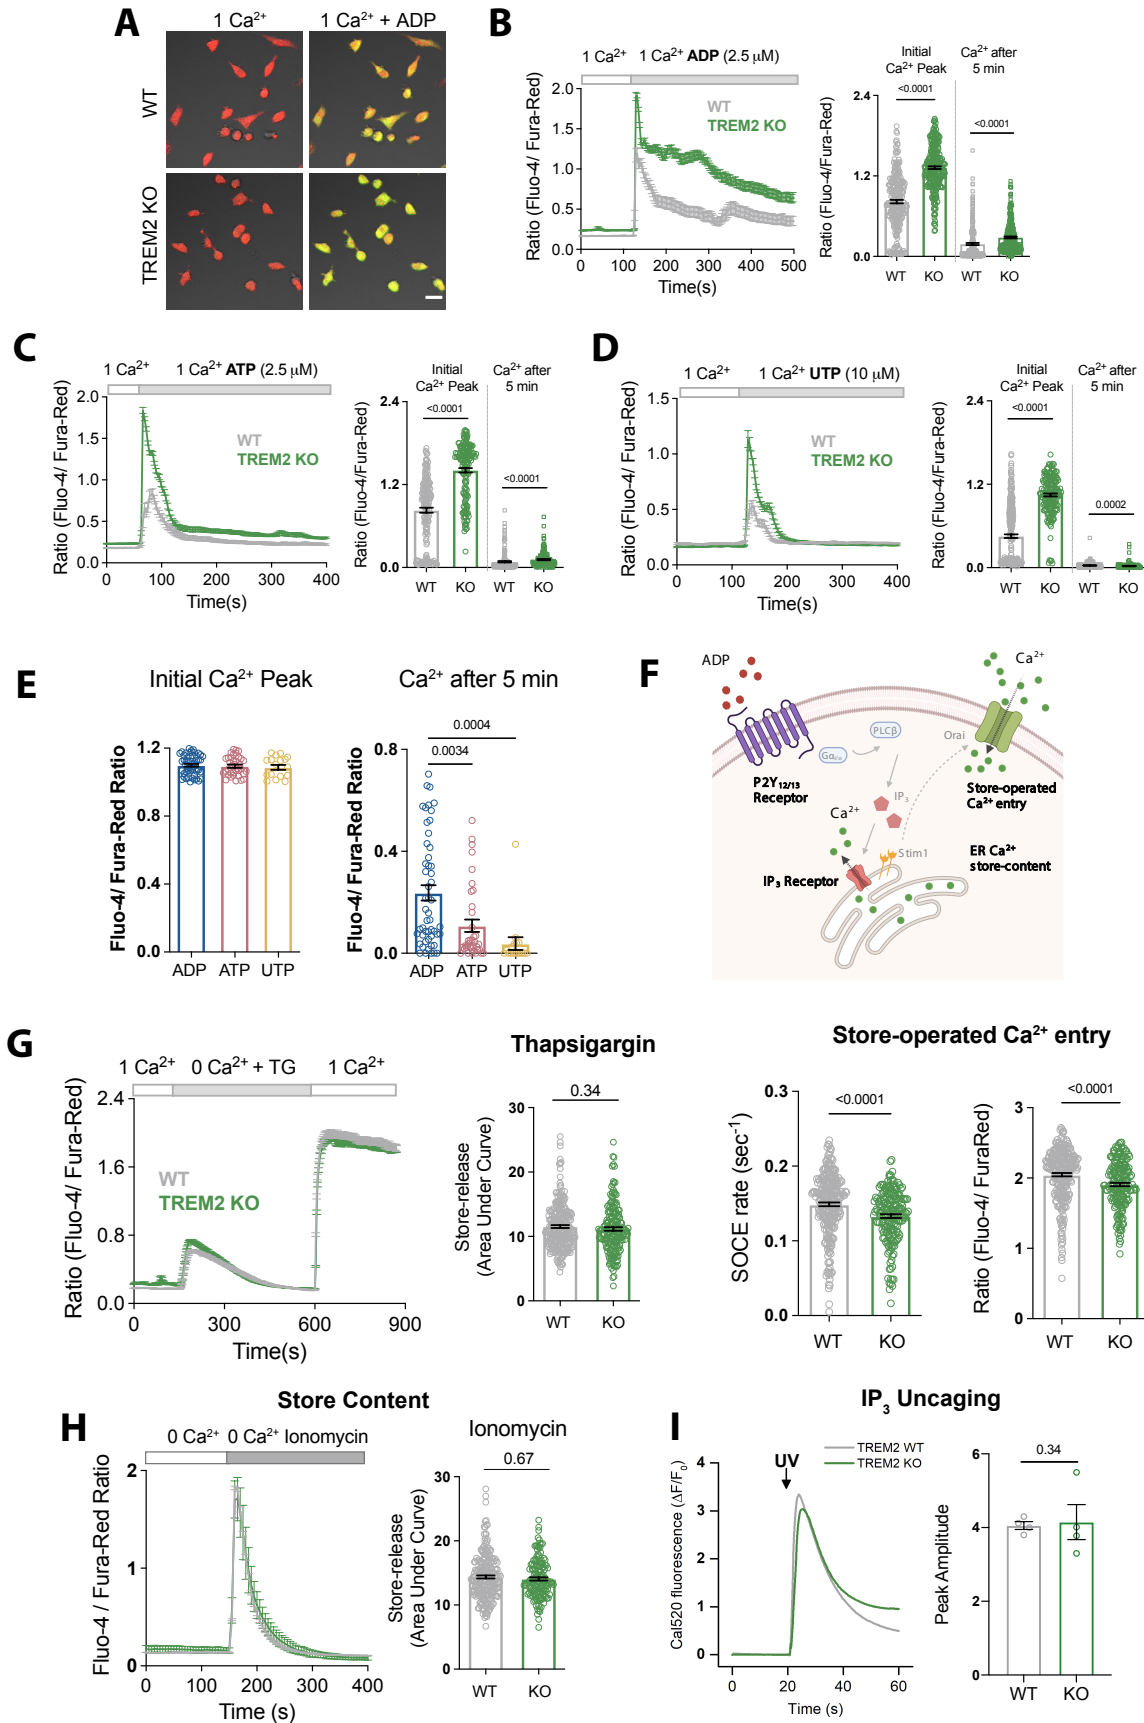 A
1 Ca²⁺
1 Ca²⁺ + ADP
WT
TREM2 KO
B
1 Ca²⁺
1 Ca²⁺ ADP (2.5 μM)
Ratio (Fluo-4/ Fura-Red)
2.0
1.5
1.0
0.5
0.0
WT
TREM2 KO
0 100 200 300 400 500
Time(s)
Initial
Ca²⁺ Peak
Ca²⁺ after
5 min
<0.0001
<0.0001
Ratio (Fluo-4/Fura-Red)
2.4
1.2
0.0
WT KO WT KO
C
1 Ca²⁺
1 Ca²⁺ ATP (2.5 μM)
Ratio (Fluo-4/ Fura-Red)
2.0
1.5
1.0
0.5
0.0
WT
TREM2 KO
0 100 200 300 400
Time(s)
Initial
Ca²⁺ Peak
Ca²⁺ after
5 min
<0.0001
<0.0001
Ratio (Fluo-4/Fura-Red)
2.4
1.2
0.0
WT KO WT KO
D
1 Ca²⁺
1 Ca²⁺ UTP (10 μM)
Ratio (Fluo-4/ Fura-Red)
1.5
1.0
0.5
0.0
WT
TREM2 KO
0 100 200 300 400
Time(s)
Initial
Ca²⁺ Peak
Ca²⁺ after
5 min
<0.0001
0.0002
Ratio (Fluo-4/Fura-Red)
2.4
1.2
0.0
WT KO WT KO
E
Initial Ca²⁺ Peak
Fluo-4/ Fura-Red Ratio
1.2
0.8
0.4
0.0
ADP ATP UTP
Ca²⁺ after 5 min
0.0004
0.0034
Fluo-4/ Fura-Red Ratio
0.8
0.4
0.0
ADP ATP UTP
F
ADP
Ca²⁺
PLCβ
Orai
P2Y₁₂/₁₃
Receptor
IP₃
Store-operated
Ca²⁺ entry
Ca²⁺
Stim1
ER Ca²⁺
store-content
IP₃ Receptor
G
1 Ca²⁺ 0 Ca²⁺ + TG 1 Ca²⁺
Ratio (Fluo-4/ Fura-Red)
2.4
1.6
0.8
0.0
WT
TREM2 KO
0 300 600 900
Time(s)
Thapsigargin
0.34
Store-release
(Area Under Curve)
30
20
10
0
WT KO
Store-operated Ca²⁺ entry
<0.0001
SOCE rate (sec⁻¹)
0.3
0.2
0.1
0.0
WT KO
<0.0001
Ratio (Fluo-4/ FuraRed)
3
2
1
0
WT KO
H
Store Content
0 Ca²⁺ 0 Ca²⁺ Ionomycin
Fluo-4 / Fura-Red Ratio
2
1
0
0 100 200 300 400
Time (s)
Ionomycin
0.67
Store-release
(Area Under Curve)
30
20
10
0
WT KO
I
IP₃ Uncaging
UV
TREM2 WT
TREM2 KO
Cal520 fluorescence (ΔF/F₀)
4
3
2
1
0
0 20 40 60
Time (s)
0.34
Peak Amplitude
6
4
2
0
WT KO